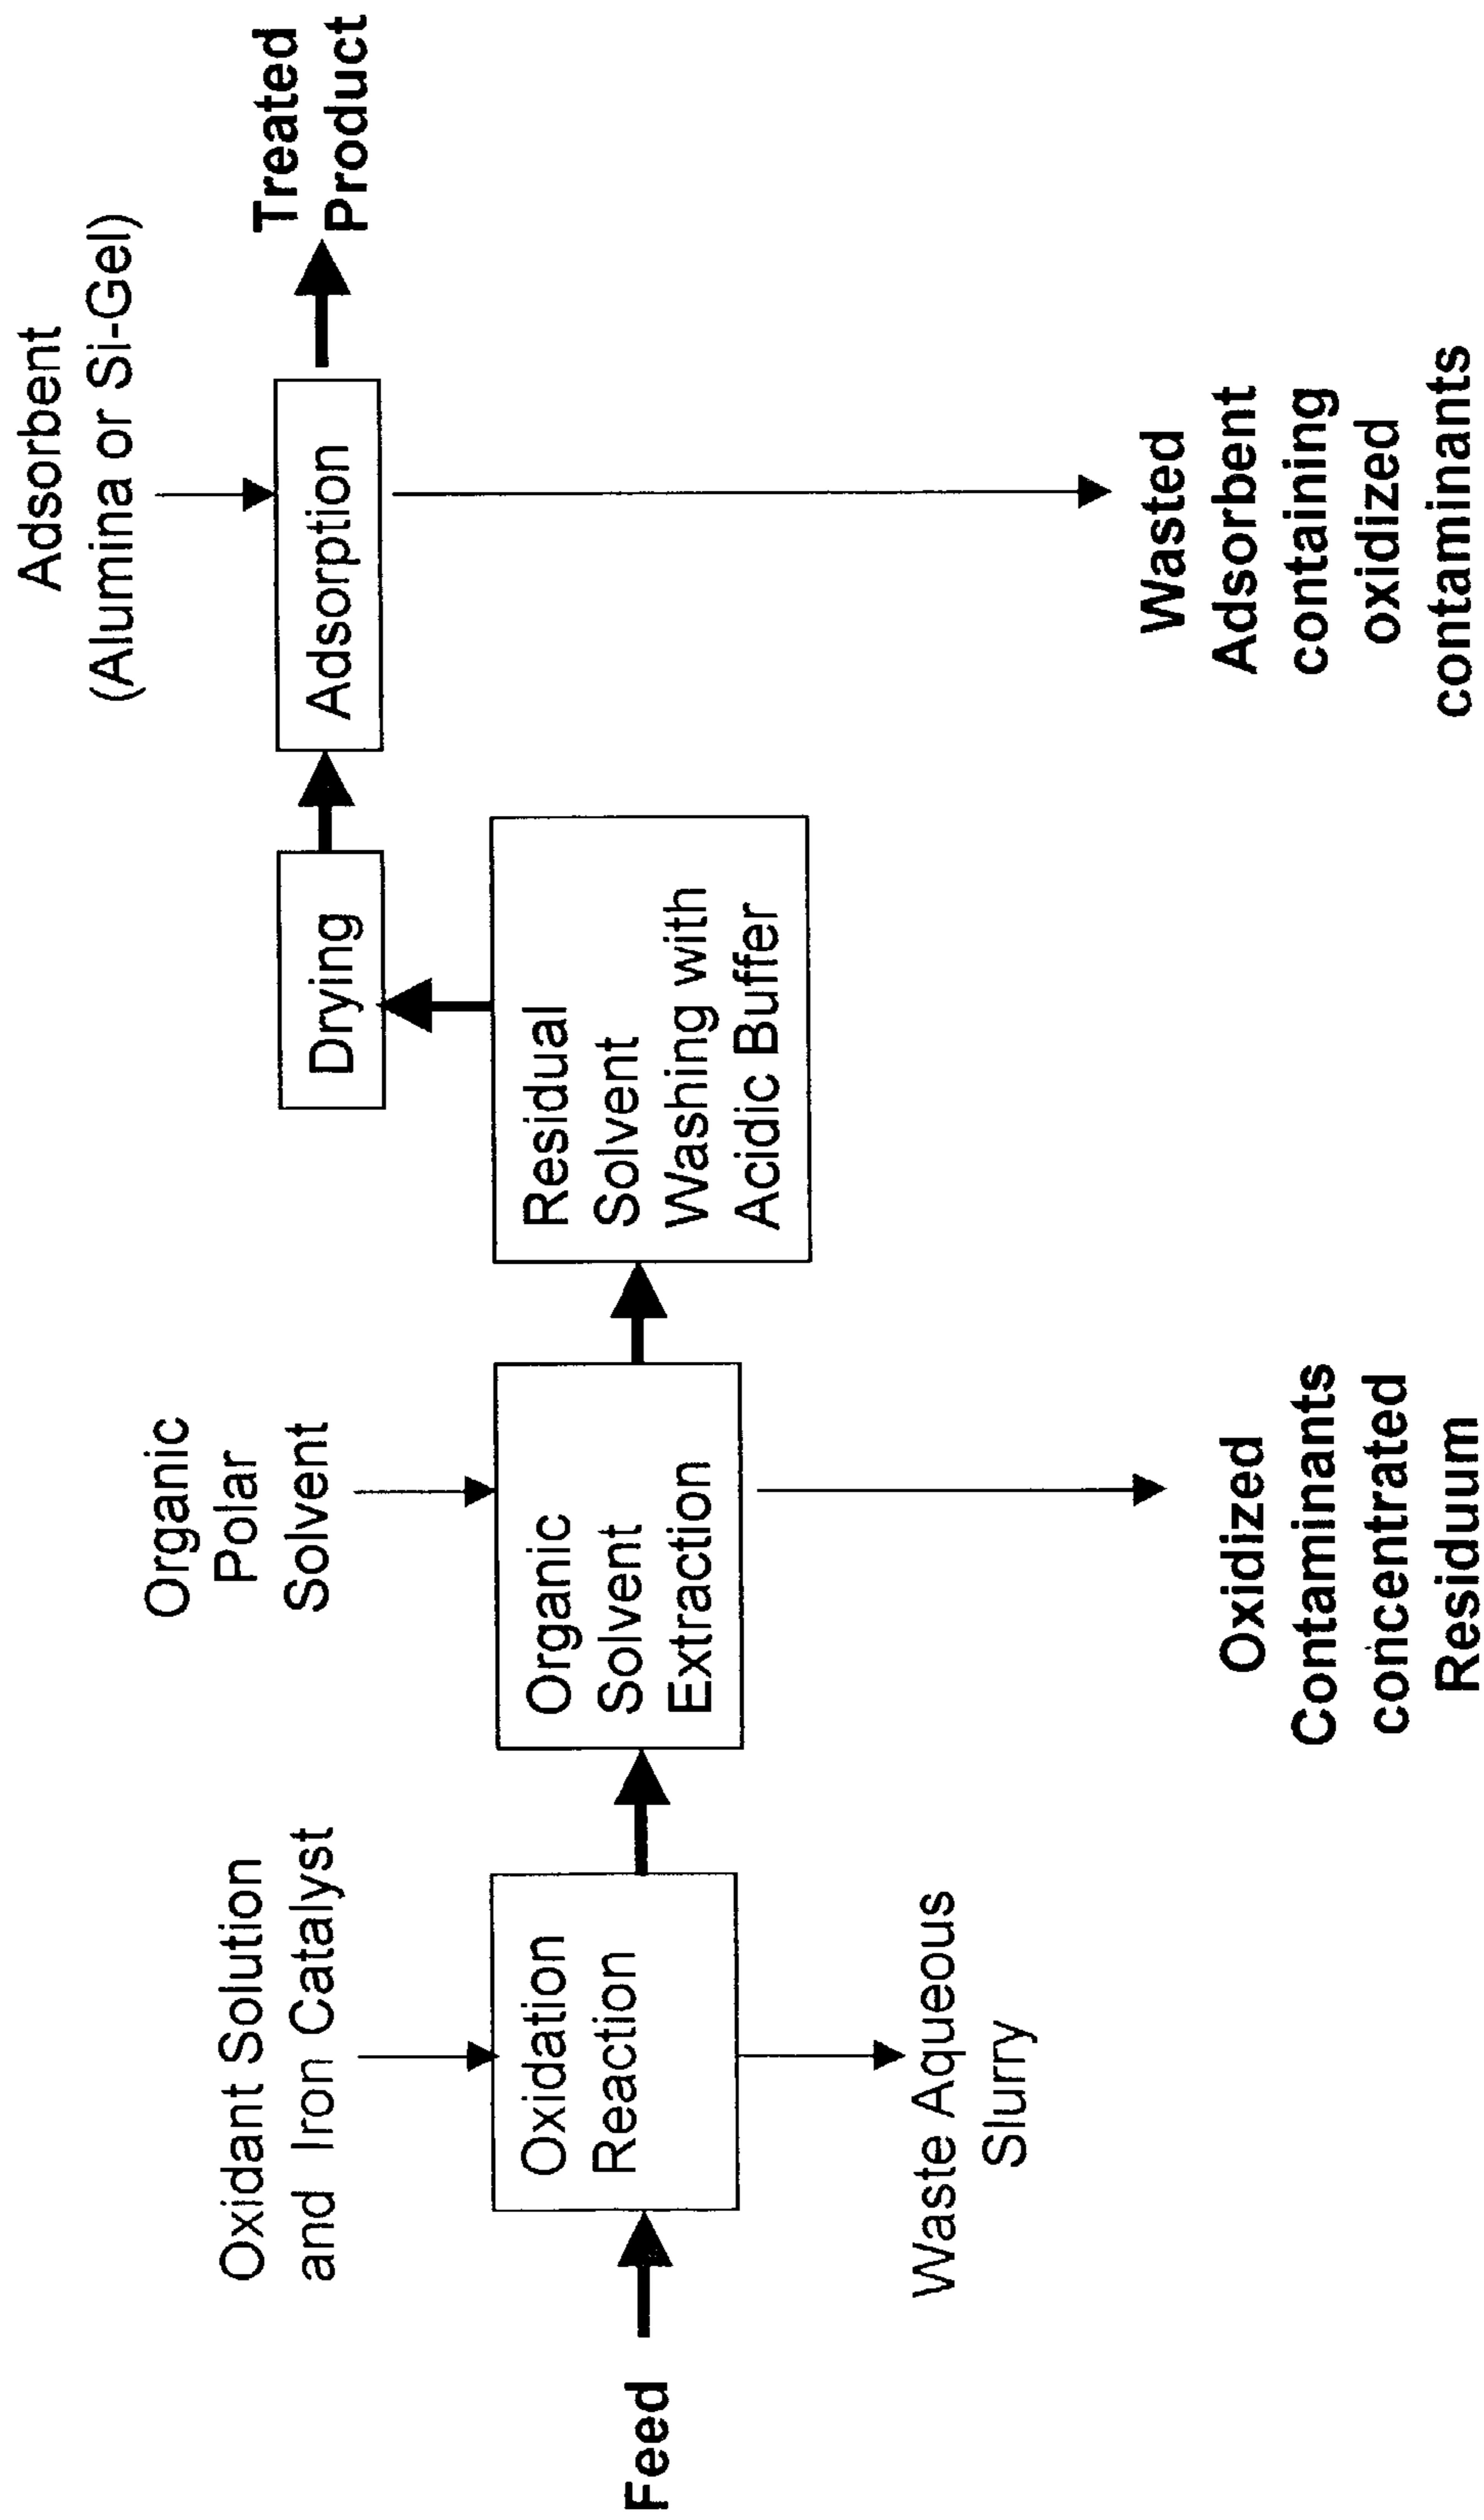 Feed
Oxidant Solution
and Iron Catalyst
Oxidation
Reaction
Waste Aqueous
Slurry
Organic
Polar
Solvent
Organic
Solvent
Extraction
Oxidized
Contaminants
concentrated
Residuum
Residual
Solvent
Washing with
Acidic Buffer
Drying
Adsorbent
(Alumina or Si-Gel)
Adsorption
Wasted
Adsorbent
containing
oxidized
contaminants
Treated
Product